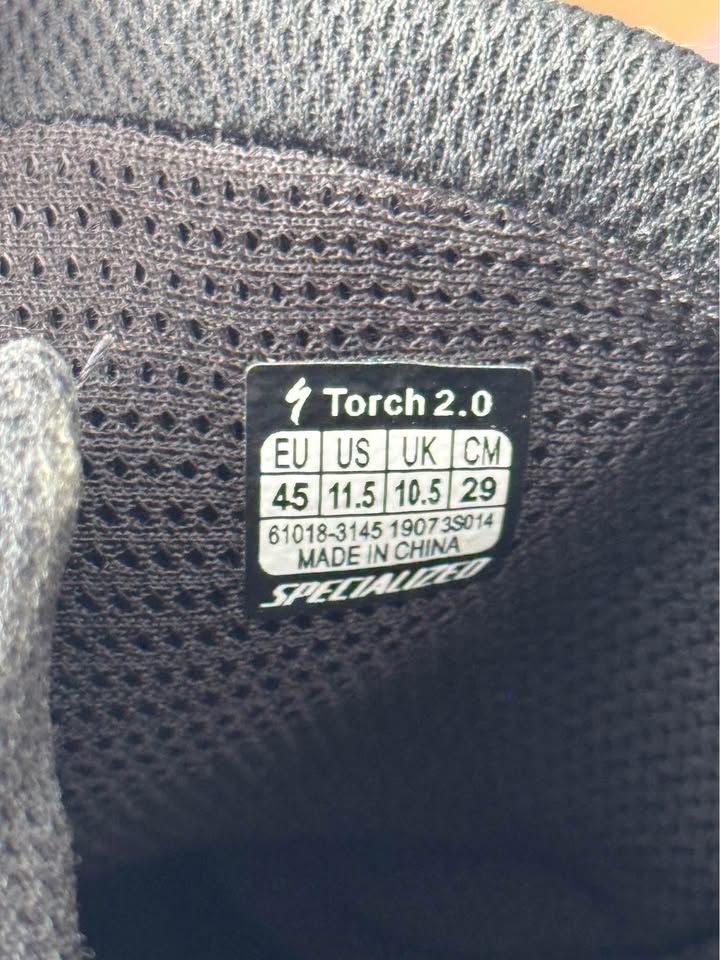 Torch 2.0
EU US UK CM
45 11.5 10.5 29
61018-3145 19073S014
MADE IN CHINA
SPECIALIZED